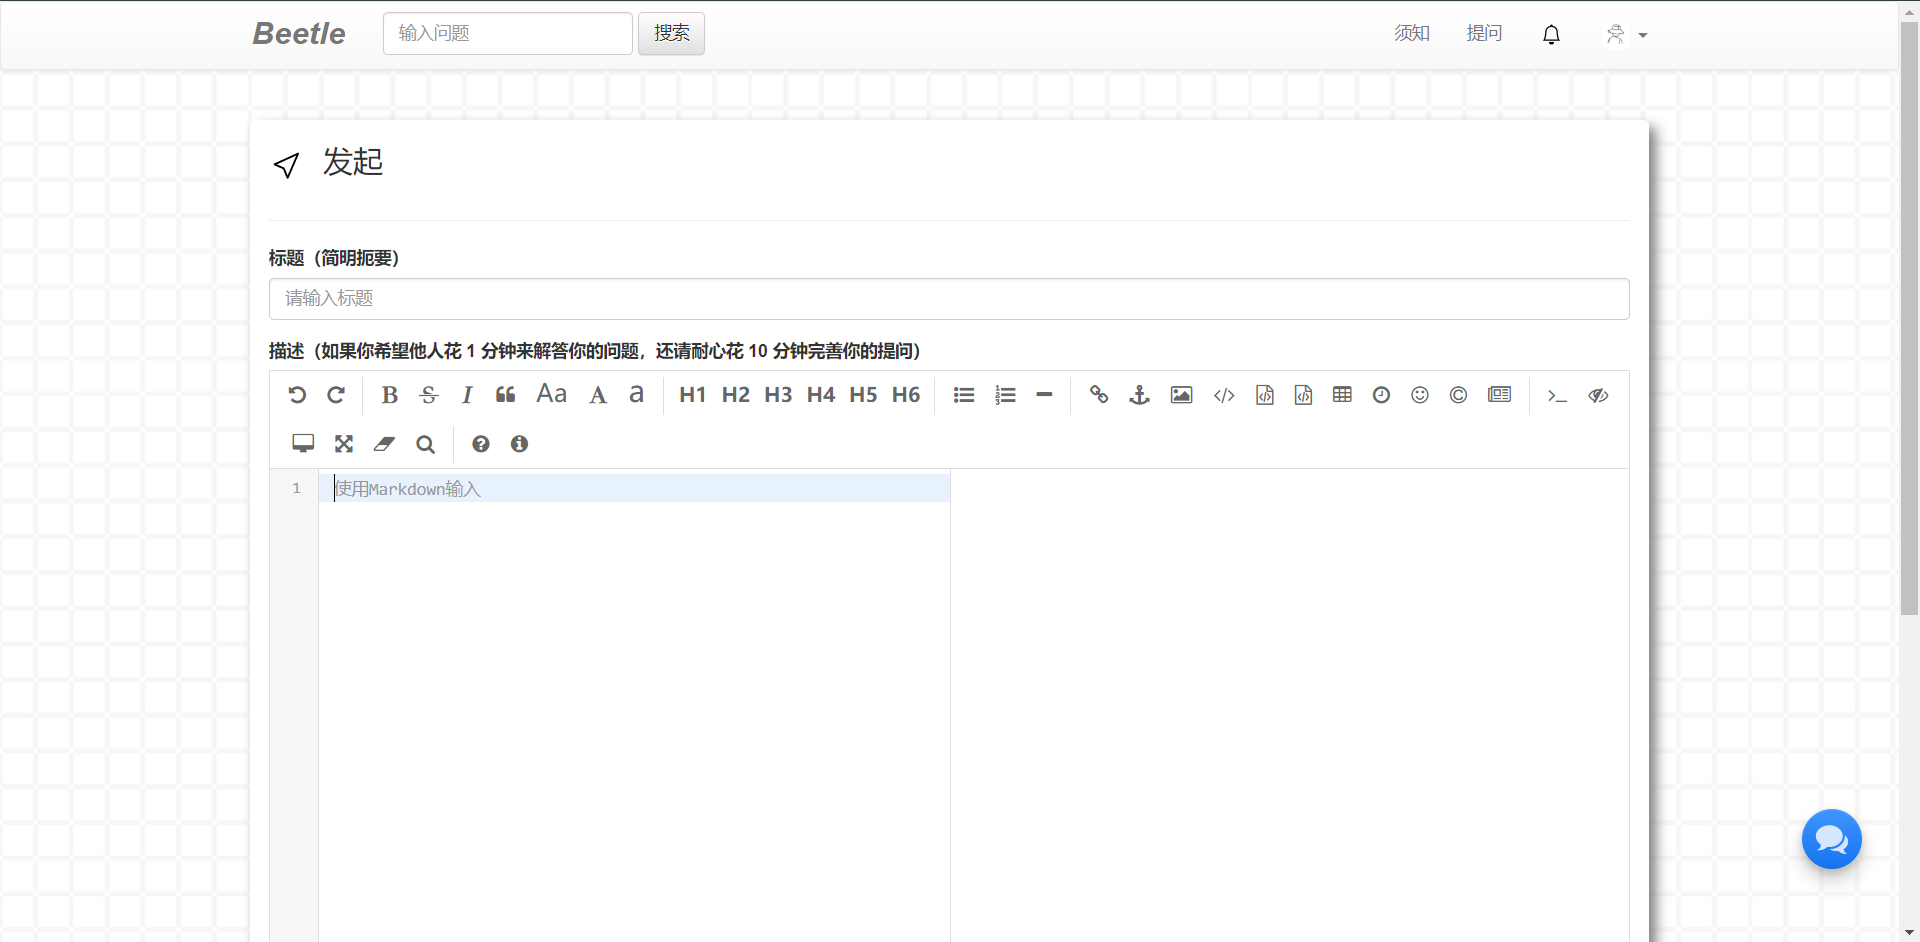 Beetle 输入问题 搜索 须知 提问
发起
标题（简明扼要）
请输入标题
描述（如果你希望他人花 1 分钟来解答你的问题，还请耐心花 10 分钟完善你的提问）
B S I Aa A a H1 H2 H3 H4 H5 H6
1 使用Markdown输入